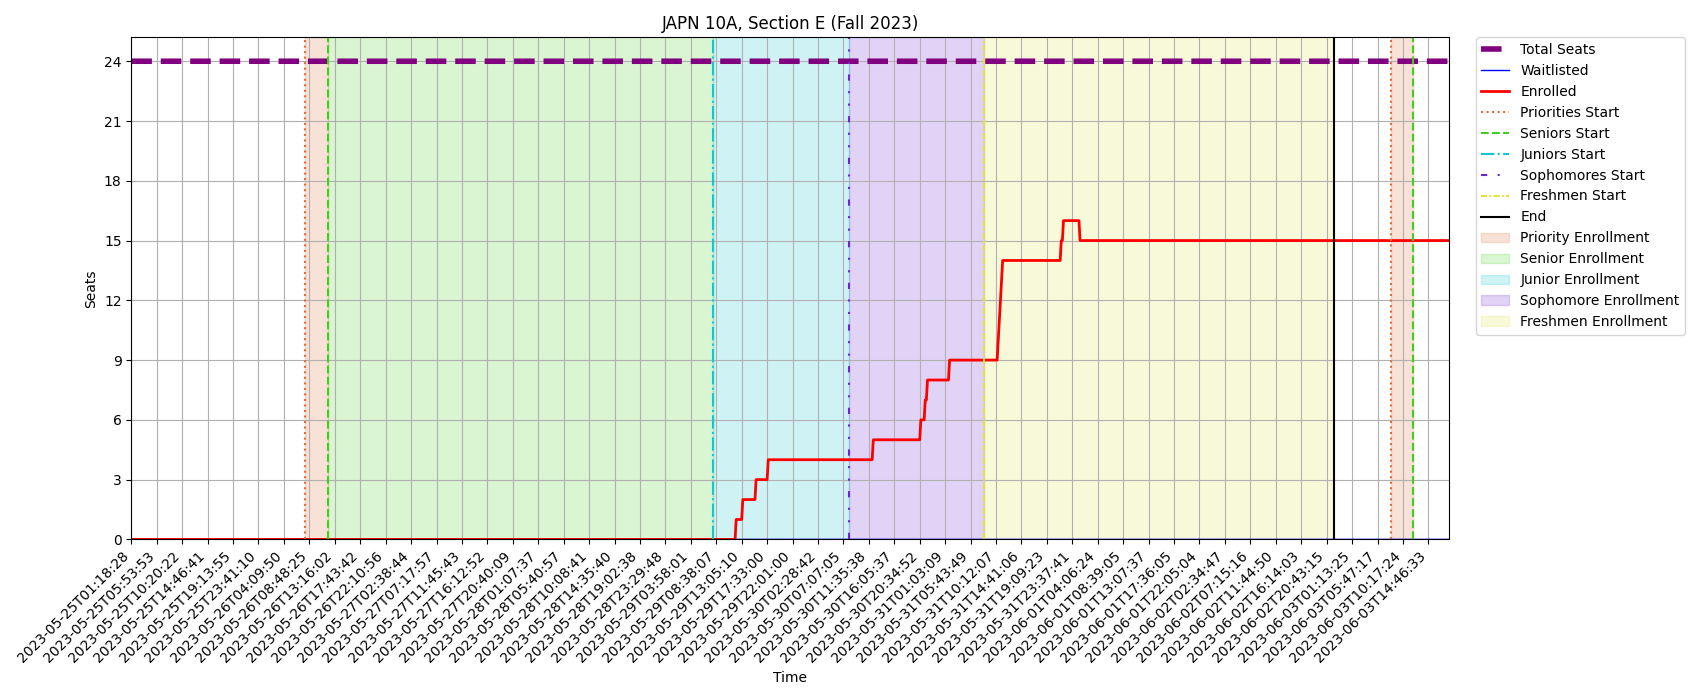 JAPN 10A, Section E (Fall 2023)
Seats
24
21
18
15
12
9
6
3
0
2023-05-25T01:18:28
2023-05-25T05:53:53
2023-05-25T10:20:22
2023-05-25T14:46:41
2023-05-25T19:13:55
2023-05-25T23:41:10
2023-05-26T04:09:50
2023-05-26T08:48:25
2023-05-26T13:16:02
2023-05-26T17:43:42
2023-05-26T22:10:56
2023-05-27T02:38:44
2023-05-27T07:17:57
2023-05-27T11:45:43
2023-05-27T16:12:52
2023-05-27T20:40:09
2023-05-28T01:07:37
2023-05-28T05:40:57
2023-05-28T10:08:41
2023-05-28T14:35:40
2023-05-28T19:02:38
2023-05-28T23:29:48
2023-05-29T03:58:01
2023-05-29T08:38:07
2023-05-29T13:05:10
2023-05-29T17:33:00
2023-05-29T22:01:00
2023-05-30T02:28:42
2023-05-30T07:07:05
2023-05-30T11:35:38
2023-05-30T16:05:37
2023-05-30T20:34:52
2023-05-31T01:03:09
2023-05-31T05:43:49
2023-05-31T10:12:07
2023-05-31T14:41:06
2023-05-31T19:09:23
2023-05-31T23:37:41
2023-06-01T04:06:24
2023-06-01T08:39:05
2023-06-01T13:07:37
2023-06-01T17:36:05
2023-06-01T22:05:04
2023-06-02T02:34:47
2023-06-02T07:15:16
2023-06-02T11:44:50
2023-06-02T16:14:03
2023-06-02T20:43:15
2023-06-03T01:13:25
2023-06-03T05:47:17
2023-06-03T10:17:24
2023-06-03T14:46:33
Time
Total Seats
Waitlisted
Enrolled
Priorities Start
Seniors Start
Juniors Start
Sophomores Start
Freshmen Start
End
Priority Enrollment
Senior Enrollment
Junior Enrollment
Sophomore Enrollment
Freshmen Enrollment